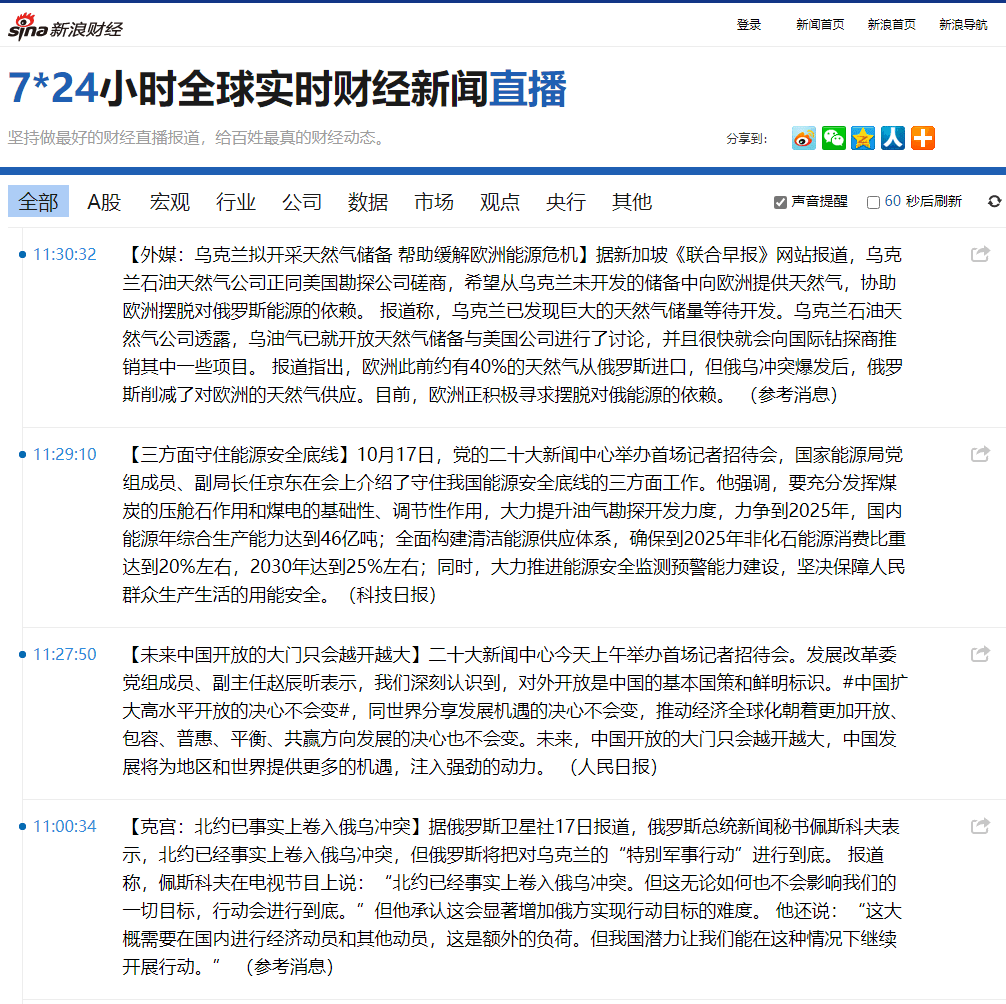 sina 新浪财经
登录 新闻首页 新浪首页 新浪导航
7*24小时全球实时财经新闻直播
坚持做最好的财经直播报道，给百姓最真的财经动态。
分享到：
全部 A股 宏观 行业 公司 数据 市场 观点 央行 其他 声音提醒 60 秒后刷新
11:30:32 【外媒：乌克兰拟开采天然气储备 帮助缓解欧洲能源危机】据新加坡《联合早报》网站报道，乌克
兰石油天然气公司正同美国勘探公司磋商，希望从乌克兰未开发的储备中向欧洲提供天然气，协助
欧洲摆脱对俄罗斯能源的依赖。 报道称，乌克兰已发现巨大的天然气储量等待开发。乌克兰石油天
然气公司透露，乌油气已就开放天然气储备与美国公司进行了讨论，并且很快就会向国际钻探商推
销其中一些项目。 报道指出，欧洲此前约有40%的天然气从俄罗斯进口，但俄乌冲突爆发后，俄罗
斯削减了对欧洲的天然气供应。目前，欧洲正积极寻求摆脱对俄能源的依赖。 （参考消息）
11:29:10 【三方面守住能源安全底线】10月17日，党的二十大新闻中心举办首场记者招待会，国家能源局党
组成员、副局长任京东在会上介绍了守住我国能源安全底线的三方面工作。他强调，要充分发挥煤
炭的压舱石作用和煤电的基础性、调节性作用，大力提升油气勘探开发力度，力争到2025年，国内
能源年综合生产能力达到46亿吨；全面构建清洁能源供应体系，确保到2025年非化石能源消费比重
达到20%左右，2030年达到25%左右；同时，大力推进能源安全监测预警能力建设，坚决保障人民
群众生产生活的用能安全。（科技日报）
11:27:50 【未来中国开放的大门只会越开越大】二十大新闻中心今天上午举办首场记者招待会。发展改革委
党组成员、副主任赵辰昕表示，我们深刻认识到，对外开放是中国的基本国策和鲜明标识。#中国扩
大高水平开放的决心不会变#，同世界分享发展机遇的决心不会变，推动经济全球化朝着更加开放、
包容、普惠、平衡、共赢方向发展的决心也不会变。未来，中国开放的大门只会越开越大，中国发
展将为地区和世界提供更多的机遇，注入强劲的动力。 （人民日报）
11:00:34 【克宫：北约已事实上卷入俄乌冲突】据俄罗斯卫星社17日报道，俄罗斯总统新闻秘书佩斯科夫表
示，北约已经事实上卷入俄乌冲突，但俄罗斯将把对乌克兰的“特别军事行动”进行到底。 报道
称，佩斯科夫在电视节目上说：“北约已经事实上卷入俄乌冲突。但这无论如何也不会影响我们的
一切目标，行动会进行到底。”但他承认这会显著增加俄方实现行动目标的难度。 他还说：“这大
概需要在国内进行经济动员和其他动员，这是额外的负荷。但我国潜力让我们能在这种情况下继续
开展行动。” （参考消息）